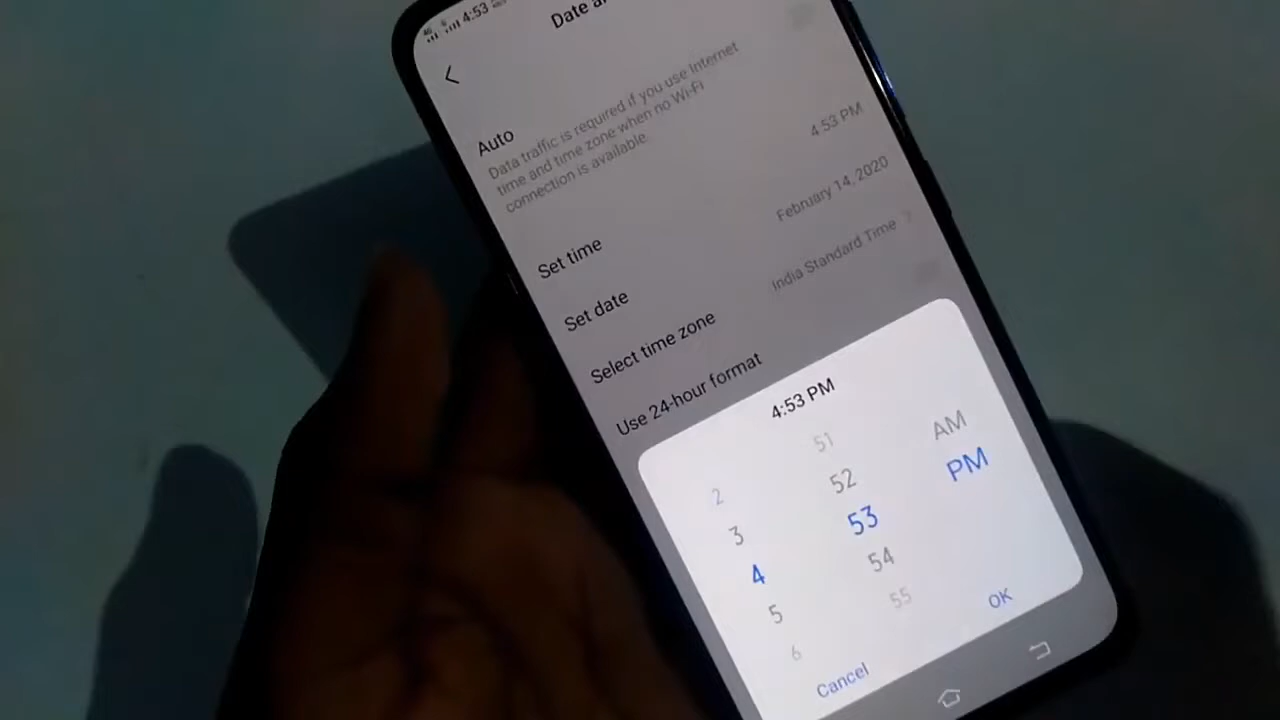 4:53
Date a
Auto
Data traffic is required if you use Internet
time and time zone when no Wi-Fi
connection is available.
Set time 4:53 PM
Set date February 14, 2020
Select time zone India Standard Time
Use 24-hour format
4:53 PM
2 51
3 52 AM
4 53 PM
5 54
6 55
Cancel OK